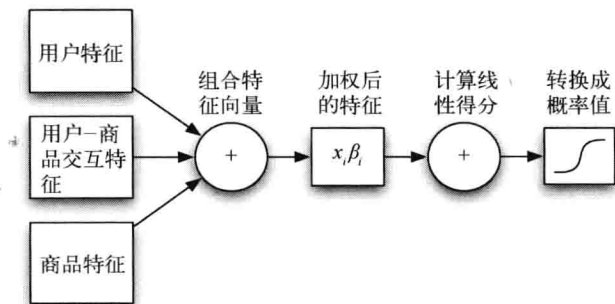 用户特征
用户-商
品交互特
征
商品特征
组合特
征向量
+
加权后
的特征
xᵢβᵢ
计算线
性得分
+
转换成
概率值